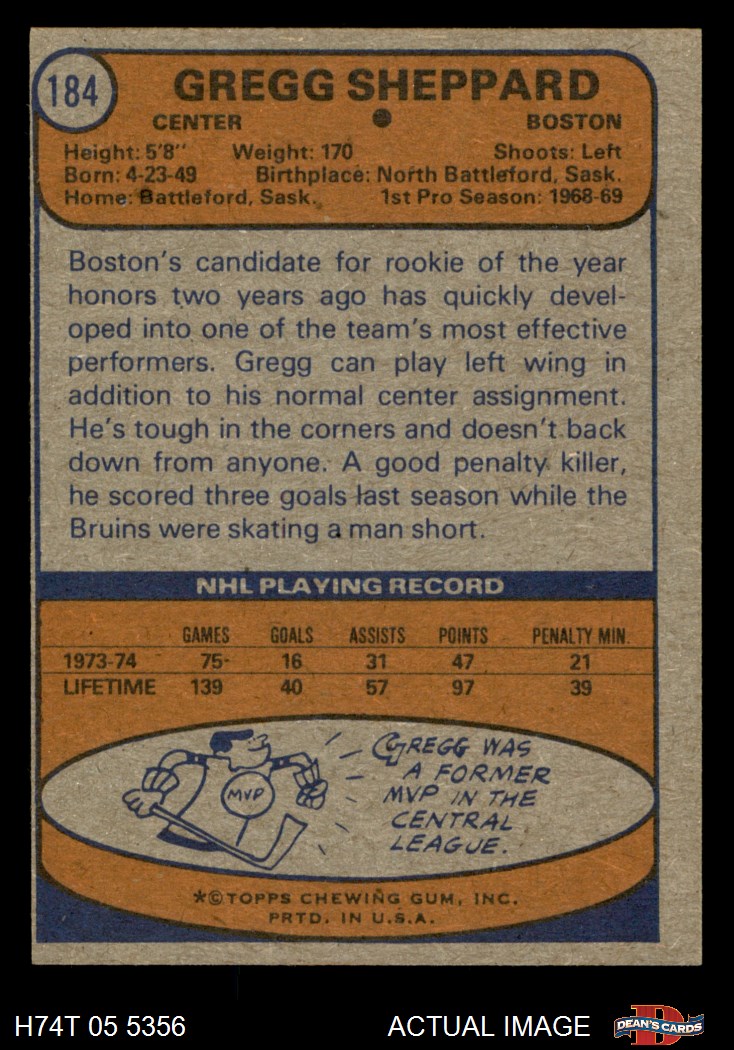 184
GREGG SHEPPARD
CENTER ● BOSTON
Height: 5'8" Weight: 170 Shoots: Left
Born: 4-23-49 Birthplace: North Battleford, Sask.
Home: Battleford, Sask. 1st Pro Season: 1968-69
Boston's candidate for rookie of the year
honors two years ago has quickly devel-
oped into one of the team's most effective
performers. Gregg can play left wing in
addition to his normal center assignment.
He's tough in the corners and doesn't back
down from anyone. A good penalty killer,
he scored three goals last season while the
Bruins were skating a man short.
NHL PLAYING RECORD
GAMES GOALS ASSISTS POINTS PENALTY MIN.
1973-74 75 16 31 47 21
LIFETIME 139 40 57 97 39
MVP
GREGG WAS
A FORMER
MVP IN THE
CENTRAL
LEAGUE.
*©TOPPS CHEWING GUM, INC.
PRTD. IN U.S.A.
H74T 05 5356 ACTUAL IMAGE
D
DEAN'S CARDS